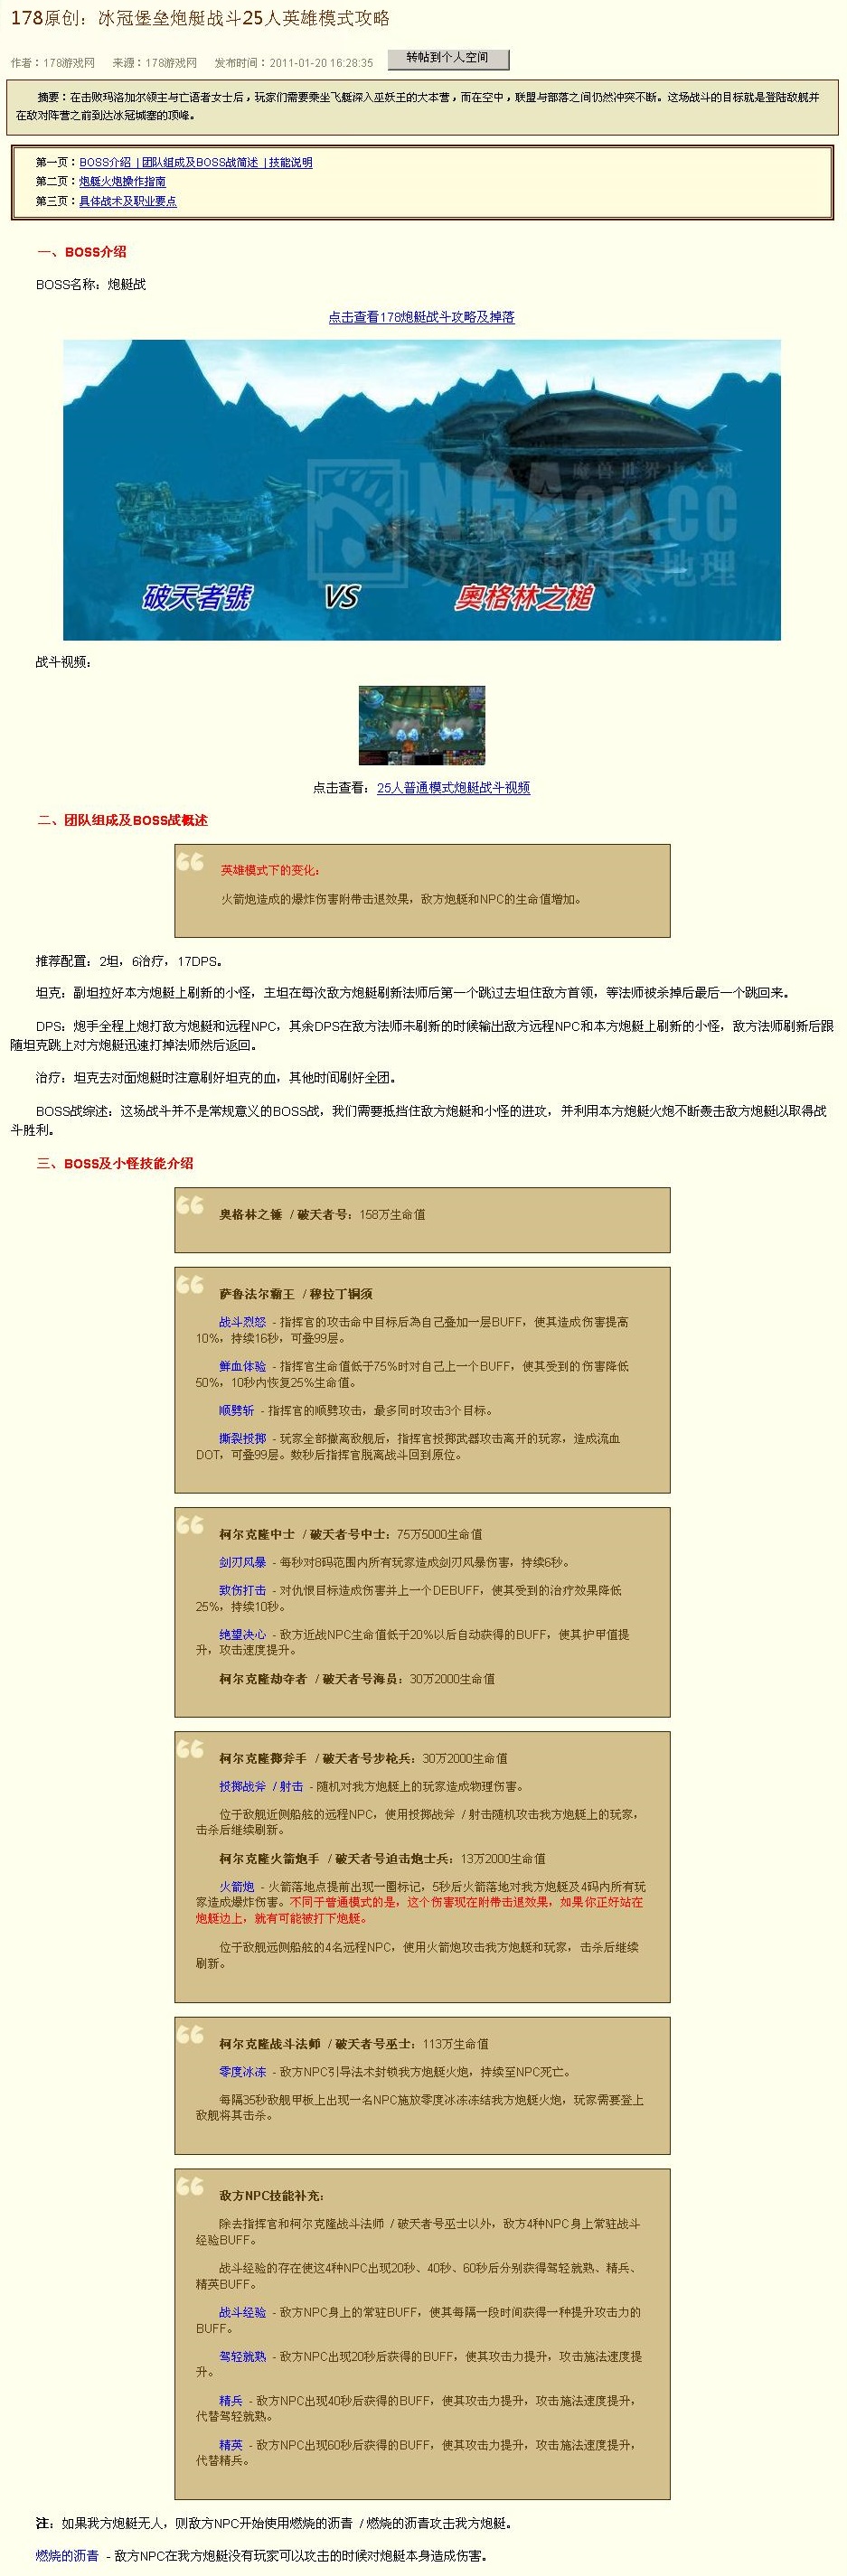 178原创：冰冠堡垒炮艇战斗25人英雄模式攻略
作者：178游戏网 来源：178游戏网 发布时间：2011-01-20 16:28:35 转帖到个人空间
摘要：在击败玛洛加尔领主与亡语者女士后，玩家们需要乘坐飞艇深入巫妖王的大本营，而在空中，联盟与部落之间仍然冲突不断。这场战斗的目标就是登陆敌舰并
在敌对阵营之前到达冰冠城塞的顶峰。
第一页：BOSS介绍 | 团队组成及BOSS战简述 | 技能说明
第二页：炮艇火炮操作指南
第三页：具体战术及职业要点
一、BOSS介绍
BOSS名称：炮艇战
点击查看178炮艇战斗攻略及掉落
NGACN.CC
魔兽世界中文网
破天者號 VS 奧格林之槌
战斗视频：
点击查看：25人普通模式炮艇战斗视频
二、团队组成及BOSS战概述
英雄模式下的变化：
火箭炮造成的爆炸伤害附带击退效果，敌方炮艇和NPC的生命值增加。
推荐配置：2坦，6治疗，17DPS。
坦克：副坦拉好本方炮艇上刷新的小怪，主坦在每次敌方炮艇刷新法师后第一个跳过去坦住敌方首领，等法师被杀掉后最后一个跳回来。
DPS：炮手全程上炮打敌方炮艇和远程NPC，其余DPS在敌方法师未刷新的时候输出敌方远程NPC和本方炮艇上刷新的小怪，敌方法师刷新后跟
随坦克跳上对方炮艇迅速打掉法师然后返回。
治疗：坦克去对面炮艇时注意刷好坦克的血，其他时间刷好全团。
BOSS战综述：这场战斗并不是常规意义的BOSS战，我们需要抵挡住敌方炮艇和小怪的进攻，并利用本方炮艇火炮不断轰击敌方炮艇以取得战
斗胜利。
三、BOSS及小怪技能介绍
奥格林之锤 / 破天者号：158万生命值
萨鲁法尔霸王 / 穆拉丁铜须
战斗烈怒 - 指挥官的攻击命中目标后為自己叠加一层BUFF，使其造成伤害提高
10%，持续16秒，可叠99层。
鲜血体验 - 指挥官生命值低于75%时对自己上一个BUFF，使其受到的伤害降低
50%，10秒内恢复25%生命值。
顺劈斩 - 指挥官的顺劈攻击，最多同时攻击3个目标。
撕裂投掷 - 玩家全部撤离敌舰后，指挥官投掷武器攻击离开的玩家，造成流血
DOT，可叠99层。数秒后指挥官脱离战斗回到原位。
柯尔克隆中士 / 破天者号中士：75万5000生命值
剑刃风暴 - 每秒对8码范围内所有玩家造成剑刃风暴伤害，持续6秒。
致伤打击 - 对仇恨目标造成伤害并上一个DEBUFF，使其受到的治疗效果降低
25%，持续10秒。
绝望决心 - 敌方近战NPC生命值低于20%以后自动获得的BUFF，使其护甲值提
升，攻击速度提升。
柯尔克隆劫夺者 / 破天者号海员：30万2000生命值
柯尔克隆掷斧手 / 破天者号步枪兵：30万2000生命值
投掷战斧 / 射击 - 随机对我方炮艇上的玩家造成物理伤害。
位于敌舰近侧船舷的远程NPC，使用投掷战斧 / 射击随机攻击我方炮艇上的玩家，
击杀后继续刷新。
柯尔克隆火箭炮手 / 破天者号迫击炮士兵：13万2000生命值
火箭炮 - 火箭落地点提前出现一圈标记，5秒后火箭落地对我方炮艇及4码内所有玩
家造成爆炸伤害。不同于普通模式的是，这个伤害现在附带击退效果，如果你正好站在
炮艇边上，就有可能被打下炮艇。
位于敌舰远侧船舷的4名远程NPC，使用火箭炮攻击我方炮艇和玩家，击杀后继续
刷新。
柯尔克隆战斗法师 / 破天者号巫士：113万生命值
零度冰冻 - 敌方NPC引导法术封锁我方炮艇火炮，持续至NPC死亡。
每隔35秒敌舰甲板上出现一名NPC施放零度冰冻冻结我方炮艇火炮，玩家需要登上
敌舰将其击杀。
敌方NPC技能补充：
除去指挥官和柯尔克隆战斗法师 / 破天者号巫士以外，敌方4种NPC身上常驻战斗
经验BUFF。
战斗经验的存在使这4种NPC出现20秒、40秒、60秒后分别获得驾轻就熟、精兵、
精英BUFF。
战斗经验 - 敌方NPC身上的常驻BUFF，使其每隔一段时间获得一种提升攻击力的
BUFF。
驾轻就熟 - 敌方NPC出现20秒后获得的BUFF，使其攻击力提升，攻击施法速度提
升。
精兵 - 敌方NPC出现40秒后获得的BUFF，使其攻击力提升，攻击施法速度提升，
代替驾轻就熟。
精英 - 敌方NPC出现60秒后获得的BUFF，使其攻击力提升，攻击施法速度提升，
代替精兵。
注：如果我方炮艇无人，则敌方NPC开始使用燃烧的沥青 / 燃烧的沥青攻击我方炮艇。
燃烧的沥青 - 敌方NPC在我方炮艇没有玩家可以攻击的时候对炮艇本身造成伤害。